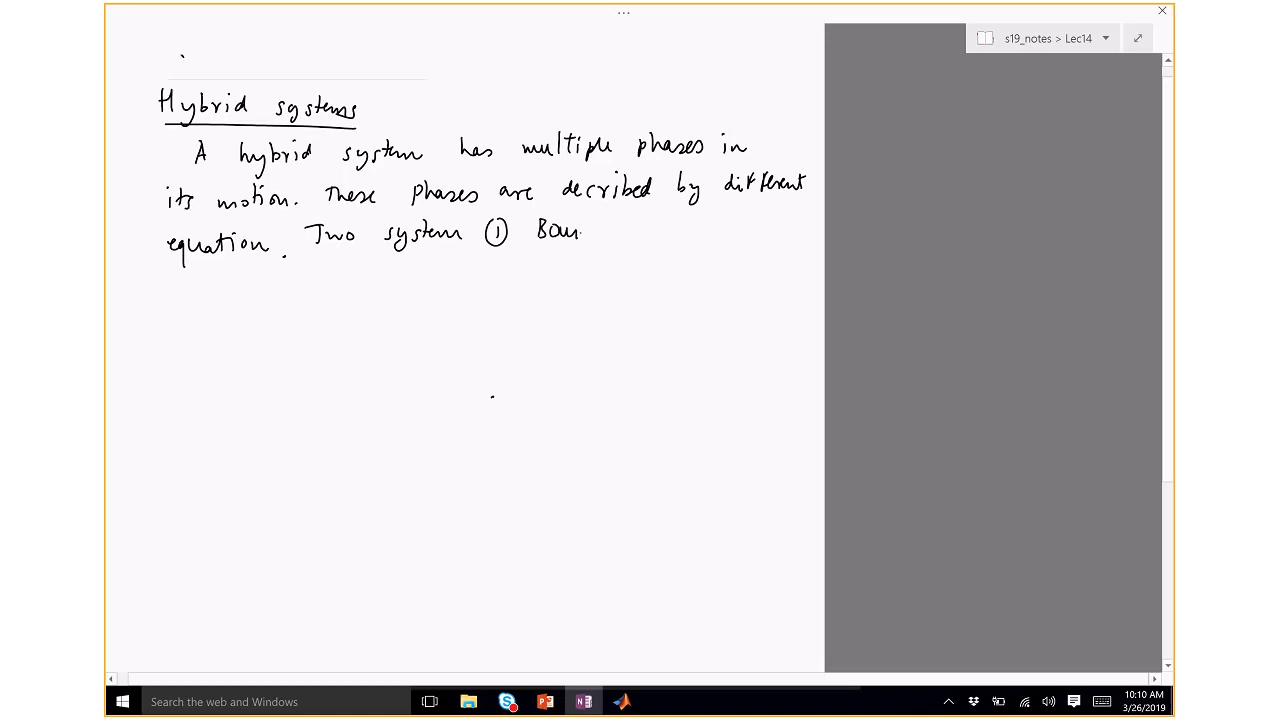 s19_notes > Lec14
Hybrid systems
A hybrid system has multiple phases in
its motion. These phases are decribed by different
equation. Two system ① Boun
Search the web and Windows
10:10 AM
3/26/2019